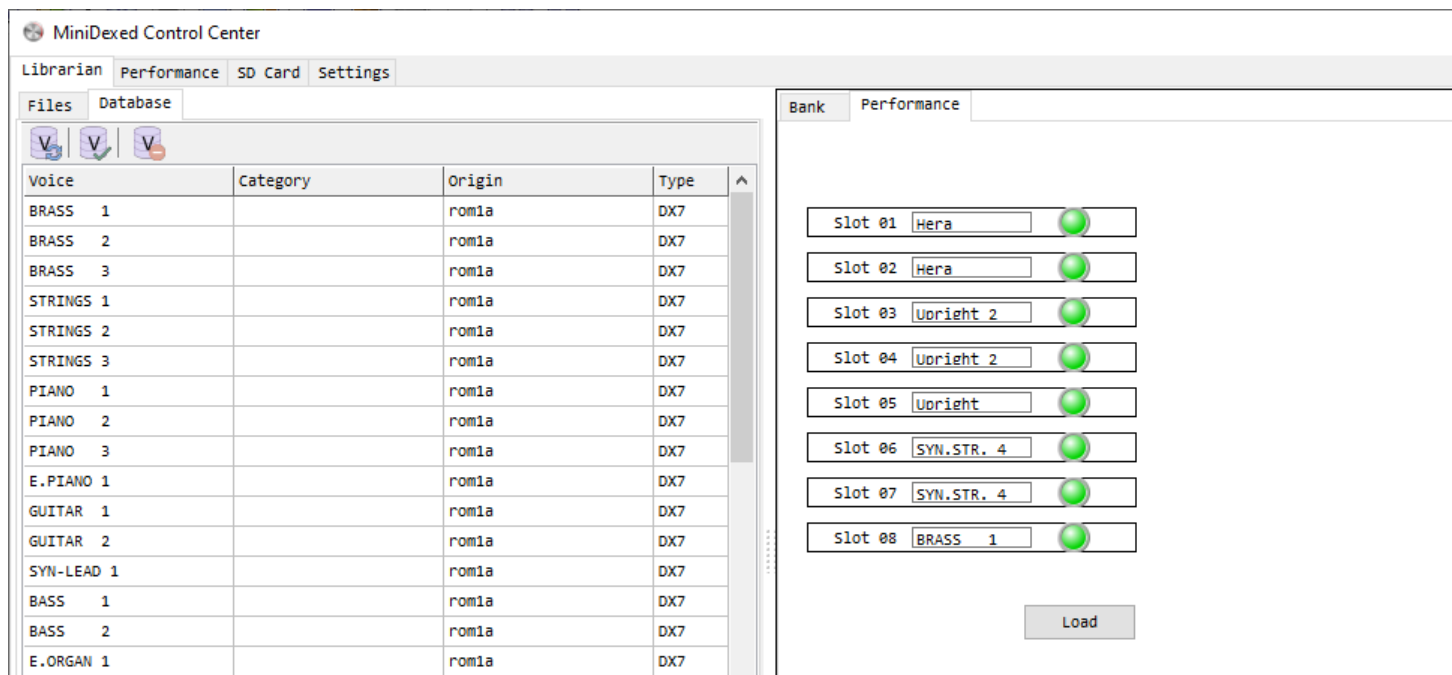 MiniDexed Control Center
Librarian Performance SD Card Settings
Files Database
V V V
Voice Category Origin Type
BRASS 1 rom1a DX7
BRASS 2 rom1a DX7
BRASS 3 rom1a DX7
STRINGS 1 rom1a DX7
STRINGS 2 rom1a DX7
STRINGS 3 rom1a DX7
PIANO 1 rom1a DX7
PIANO 2 rom1a DX7
PIANO 3 rom1a DX7
E.PIANO 1 rom1a DX7
GUITAR 1 rom1a DX7
GUITAR 2 rom1a DX7
SYN-LEAD 1 rom1a DX7
BASS 1 rom1a DX7
BASS 2 rom1a DX7
E.ORGAN 1 rom1a DX7
Bank Performance
Slot 01 Hera
Slot 02 Hera
Slot 03 Upright 2
Slot 04 Upright 2
Slot 05 Upright
Slot 06 SYN.STR. 4
Slot 07 SYN.STR. 4
Slot 08 BRASS 1
Load